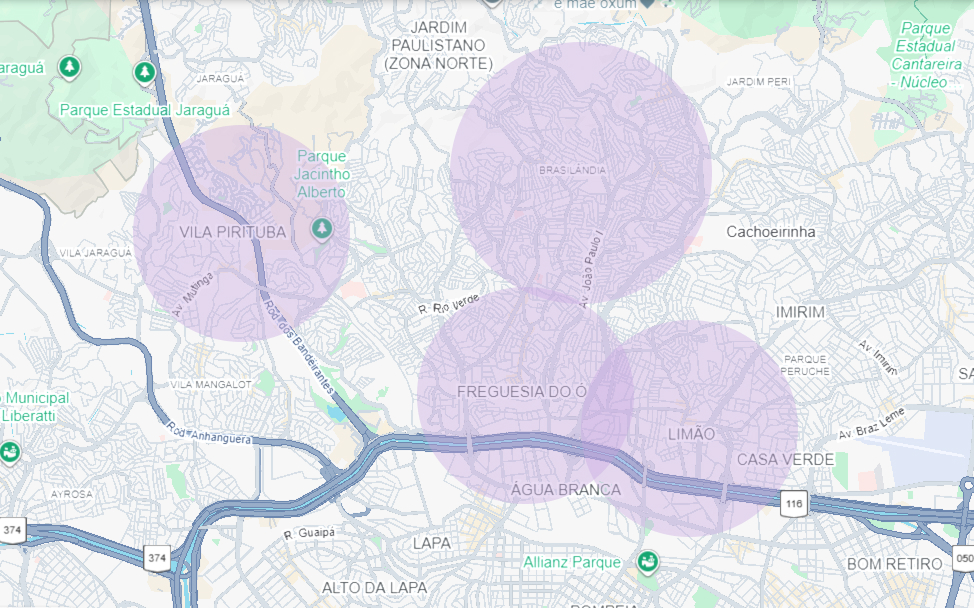 e mãe oxum
JARDIM
PAULISTANO
(ZONA NORTE)
Parque
Estadual
Cantareira
- Núcleo
araguá
JARAGUÁ
JARDIM PERI
Parque Estadual Jaraguá
Parque
Jacintho
Alberto
BRASILÂNDIA
VILA PIRITUBA
Cachoeirinha
VILA JARAGUÁ
Av. João Paulo I
Av. Mutinga
R. Rio Verde
Rod. dos Bandeirantes
IMIRIM
Av. Imirim
PARQUE
PERUCHE
SA
VILA MANGALOT
FREGUESIA DO Ó
o Municipal
Liberatti
Av. Braz Leme
Rod. Anhanguera
LIMÃO
CASA VERDE
AYROSA
ÁGUA BRANCA
116
374
R. Guaipá
LAPA
374
Allianz Parque
BOM RETIRO
050
ALTO DA LAPA
POMPEIA